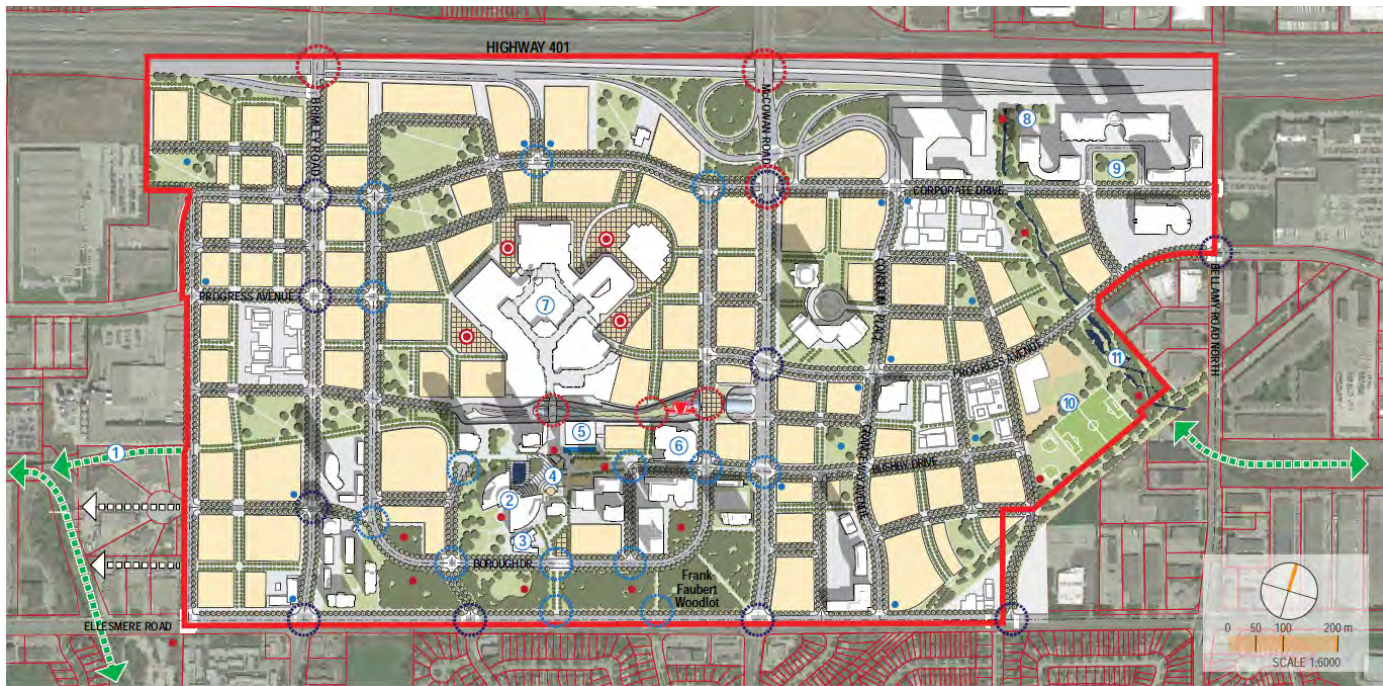 HIGHWAY 401
BRIMLEY ROAD
McCOWAN ROAD
8
9
CORPORATE DRIVE
PROGRESS AVENUE
7
CONSILIUM PLACE
BELLAMY ROAD NORTH
PROGRESS AVENUE
11
10
5
6
1
4
BUSHBY DRIVE
2
GRANGEWAY AVENUE
3
BOROUGH DR.
Frank
Faubert
Woodlot
ELLESMERE ROAD
0 50 100 200 m
SCALE 1:6000